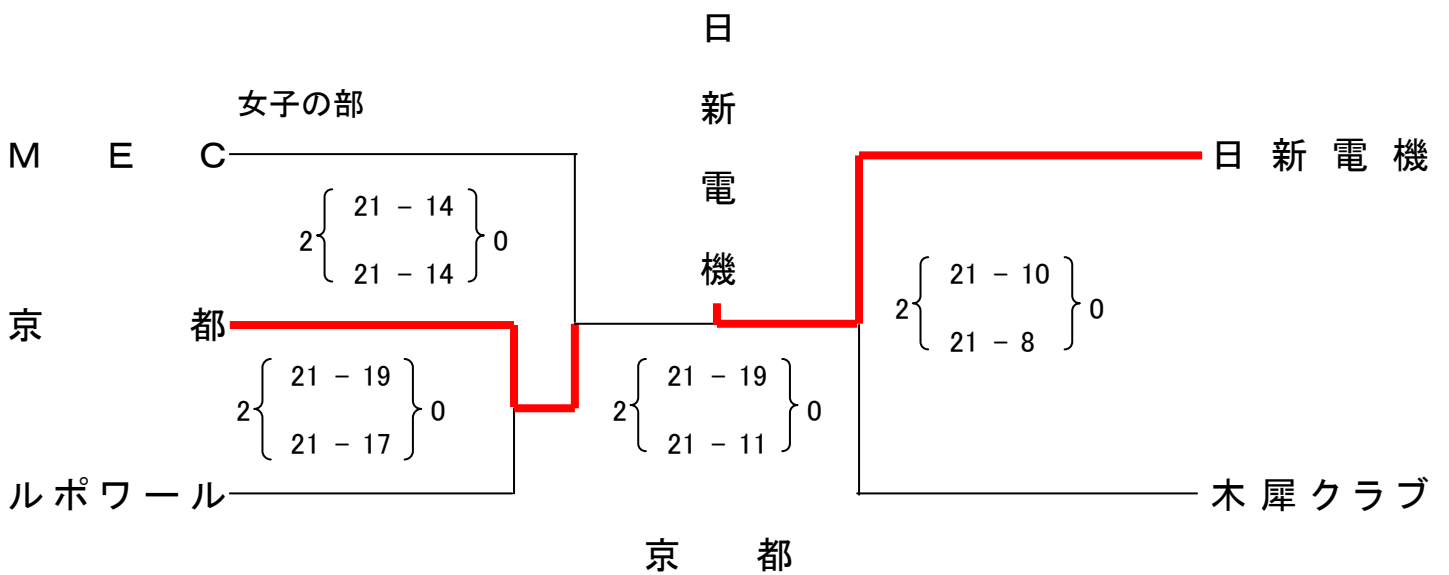 日新電機
女子の部
ＭＥＣ
日新電機
2 21 － 14 0
21 － 14
2 21 － 10 0
21 － 8
京都
2 21 － 19 0
21 － 17
2 21 － 19 0
21 － 11
ルポワール
木犀クラブ
京都